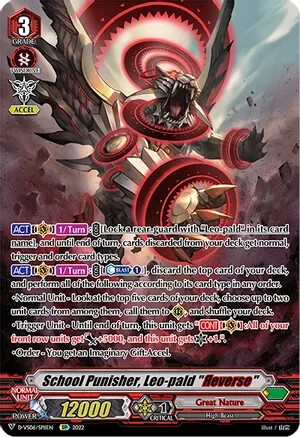 3
GRADE
TWINDRIVE
ACCEL
ACT 1/Turn : [Lock a rear-guard with "Leo-pald" in its card
name], and until end of turn, cards discarded from your deck get normal,
trigger and order card types.
ACT 1/Turn : BLAST 1], discard the top card of your deck,
and perform all of the following according to its card type in any order.
·Normal Unit - Look at the top five cards of your deck, choose up to two
unit cards from among them, call them to , and shuffle your deck.
·Trigger Unit - Until end of turn, this unit gets "CONT : All of your
front row units get +5000, and this unit gets +1.".
·Order - You get an Imaginary Gift-Accel.
NORMAL
UNIT
School Punisher, Leo-pald "Reverse"
POWER 12000 1 CRITICAL
Great Nature
High Beast
D-VS06/SP11EN SP 2022
Illust /